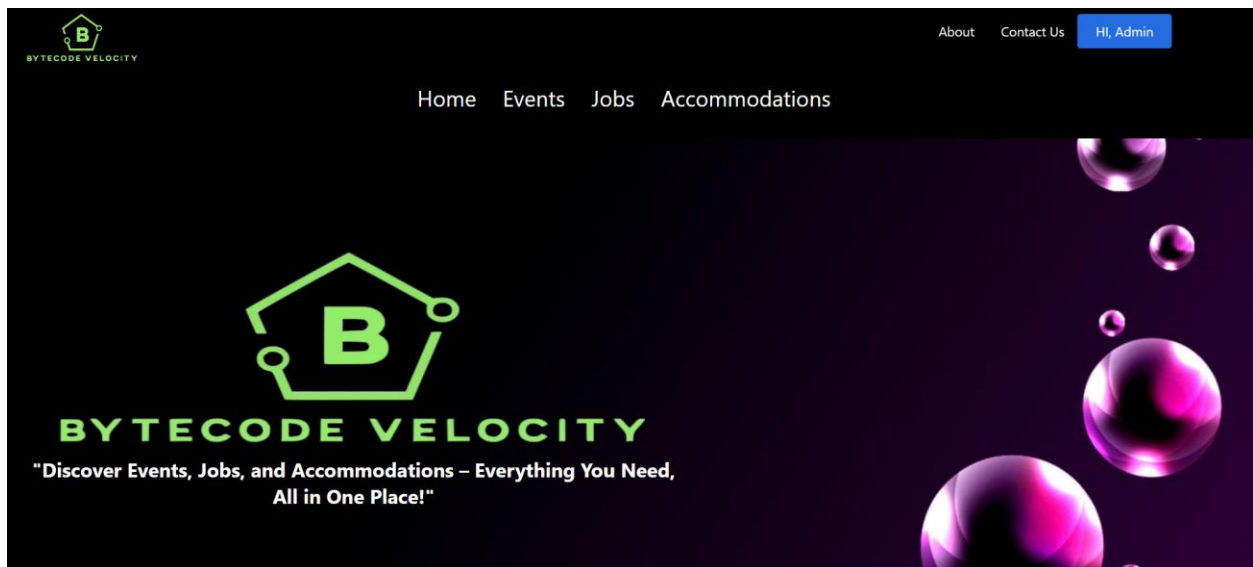 B
BYTECODE VELOCITY
About Contact Us HI, Admin
Home Events Jobs Accommodations
B
BYTECODE VELOCITY
"Discover Events, Jobs, and Accommodations – Everything You Need,
All in One Place!"